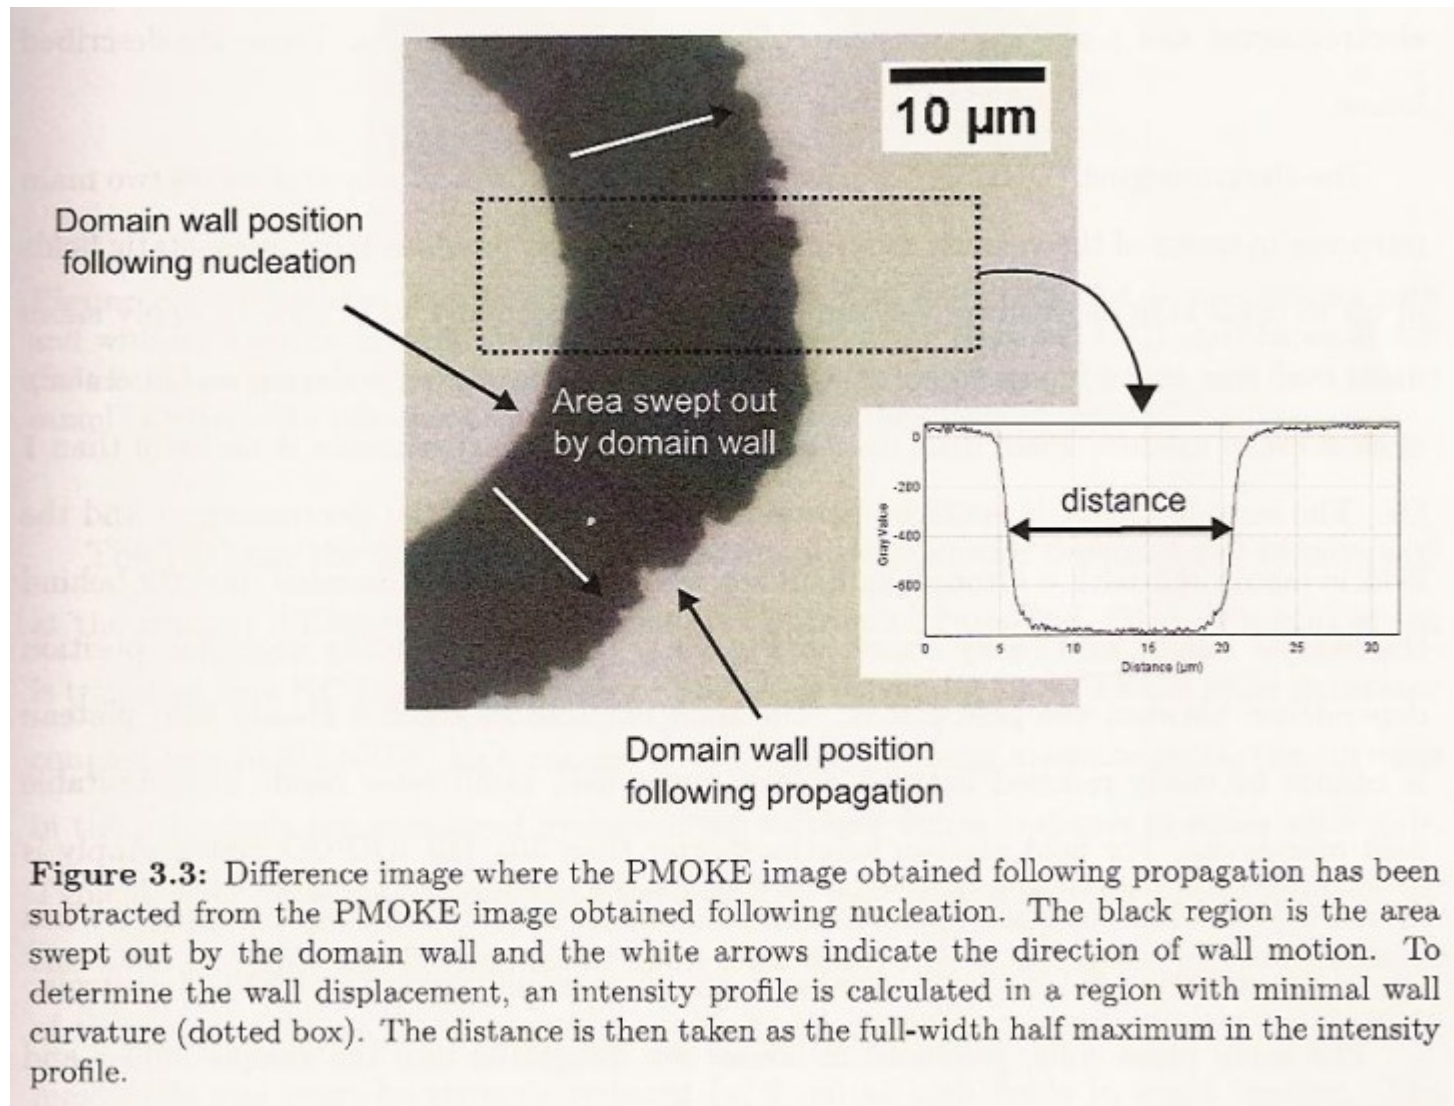 10 μm
Domain wall position
following nucleation
Area swept out
by domain wall
distance
Gray Value
0
-200
-400
-600
0
5
10
15
20
25
30
Distance (μm)
Domain wall position
following propagation
Figure 3.3: Difference image where the PMOKE image obtained following propagation has been
subtracted from the PMOKE image obtained following nucleation. The black region is the area
swept out by the domain wall and the white arrows indicate the direction of wall motion. To
determine the wall displacement, an intensity profile is calculated in a region with minimal wall
curvature (dotted box). The distance is then taken as the full-width half maximum in the intensity
profile.